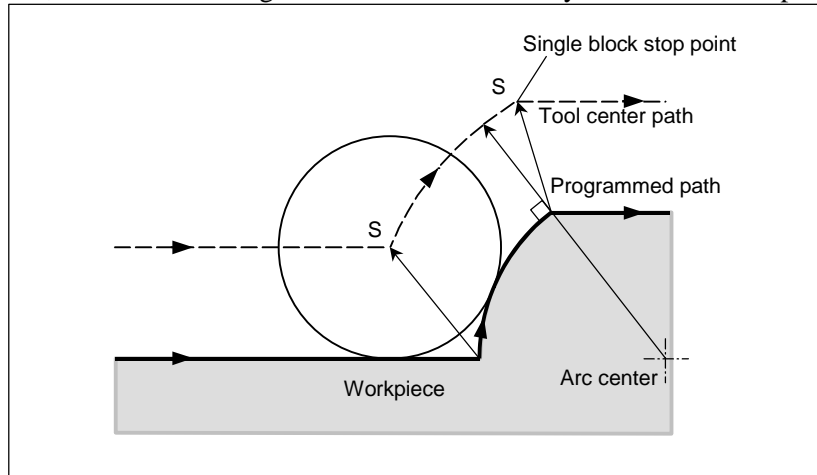 Single block stop point
S
Tool center path
Programmed path
S
Arc center
Workpiece